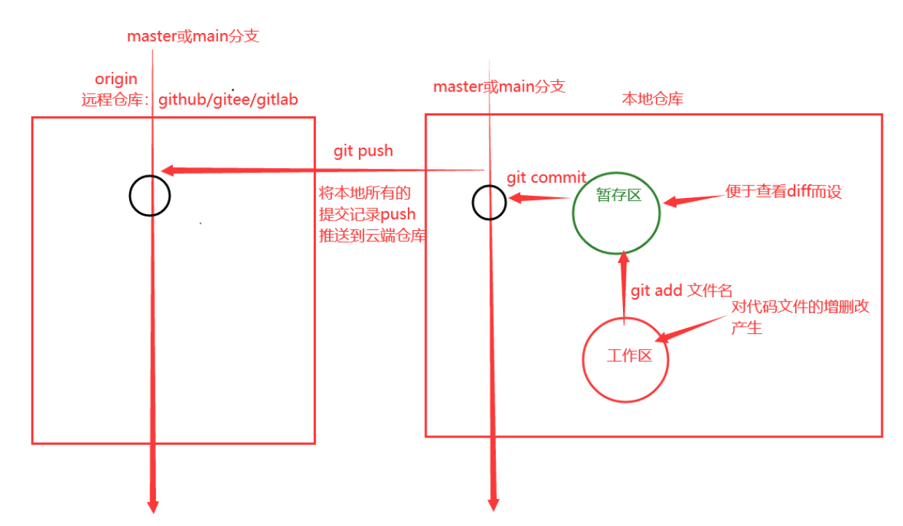 master或main分支
origin
远程仓库：github/gitee/gitlab
master或main分支
本地仓库
git push
将本地所有的
提交记录push
推送到云端仓库
git commit
暂存区
便于查看diff而设
git add 文件名
对代码文件的增删改
产生
工作区